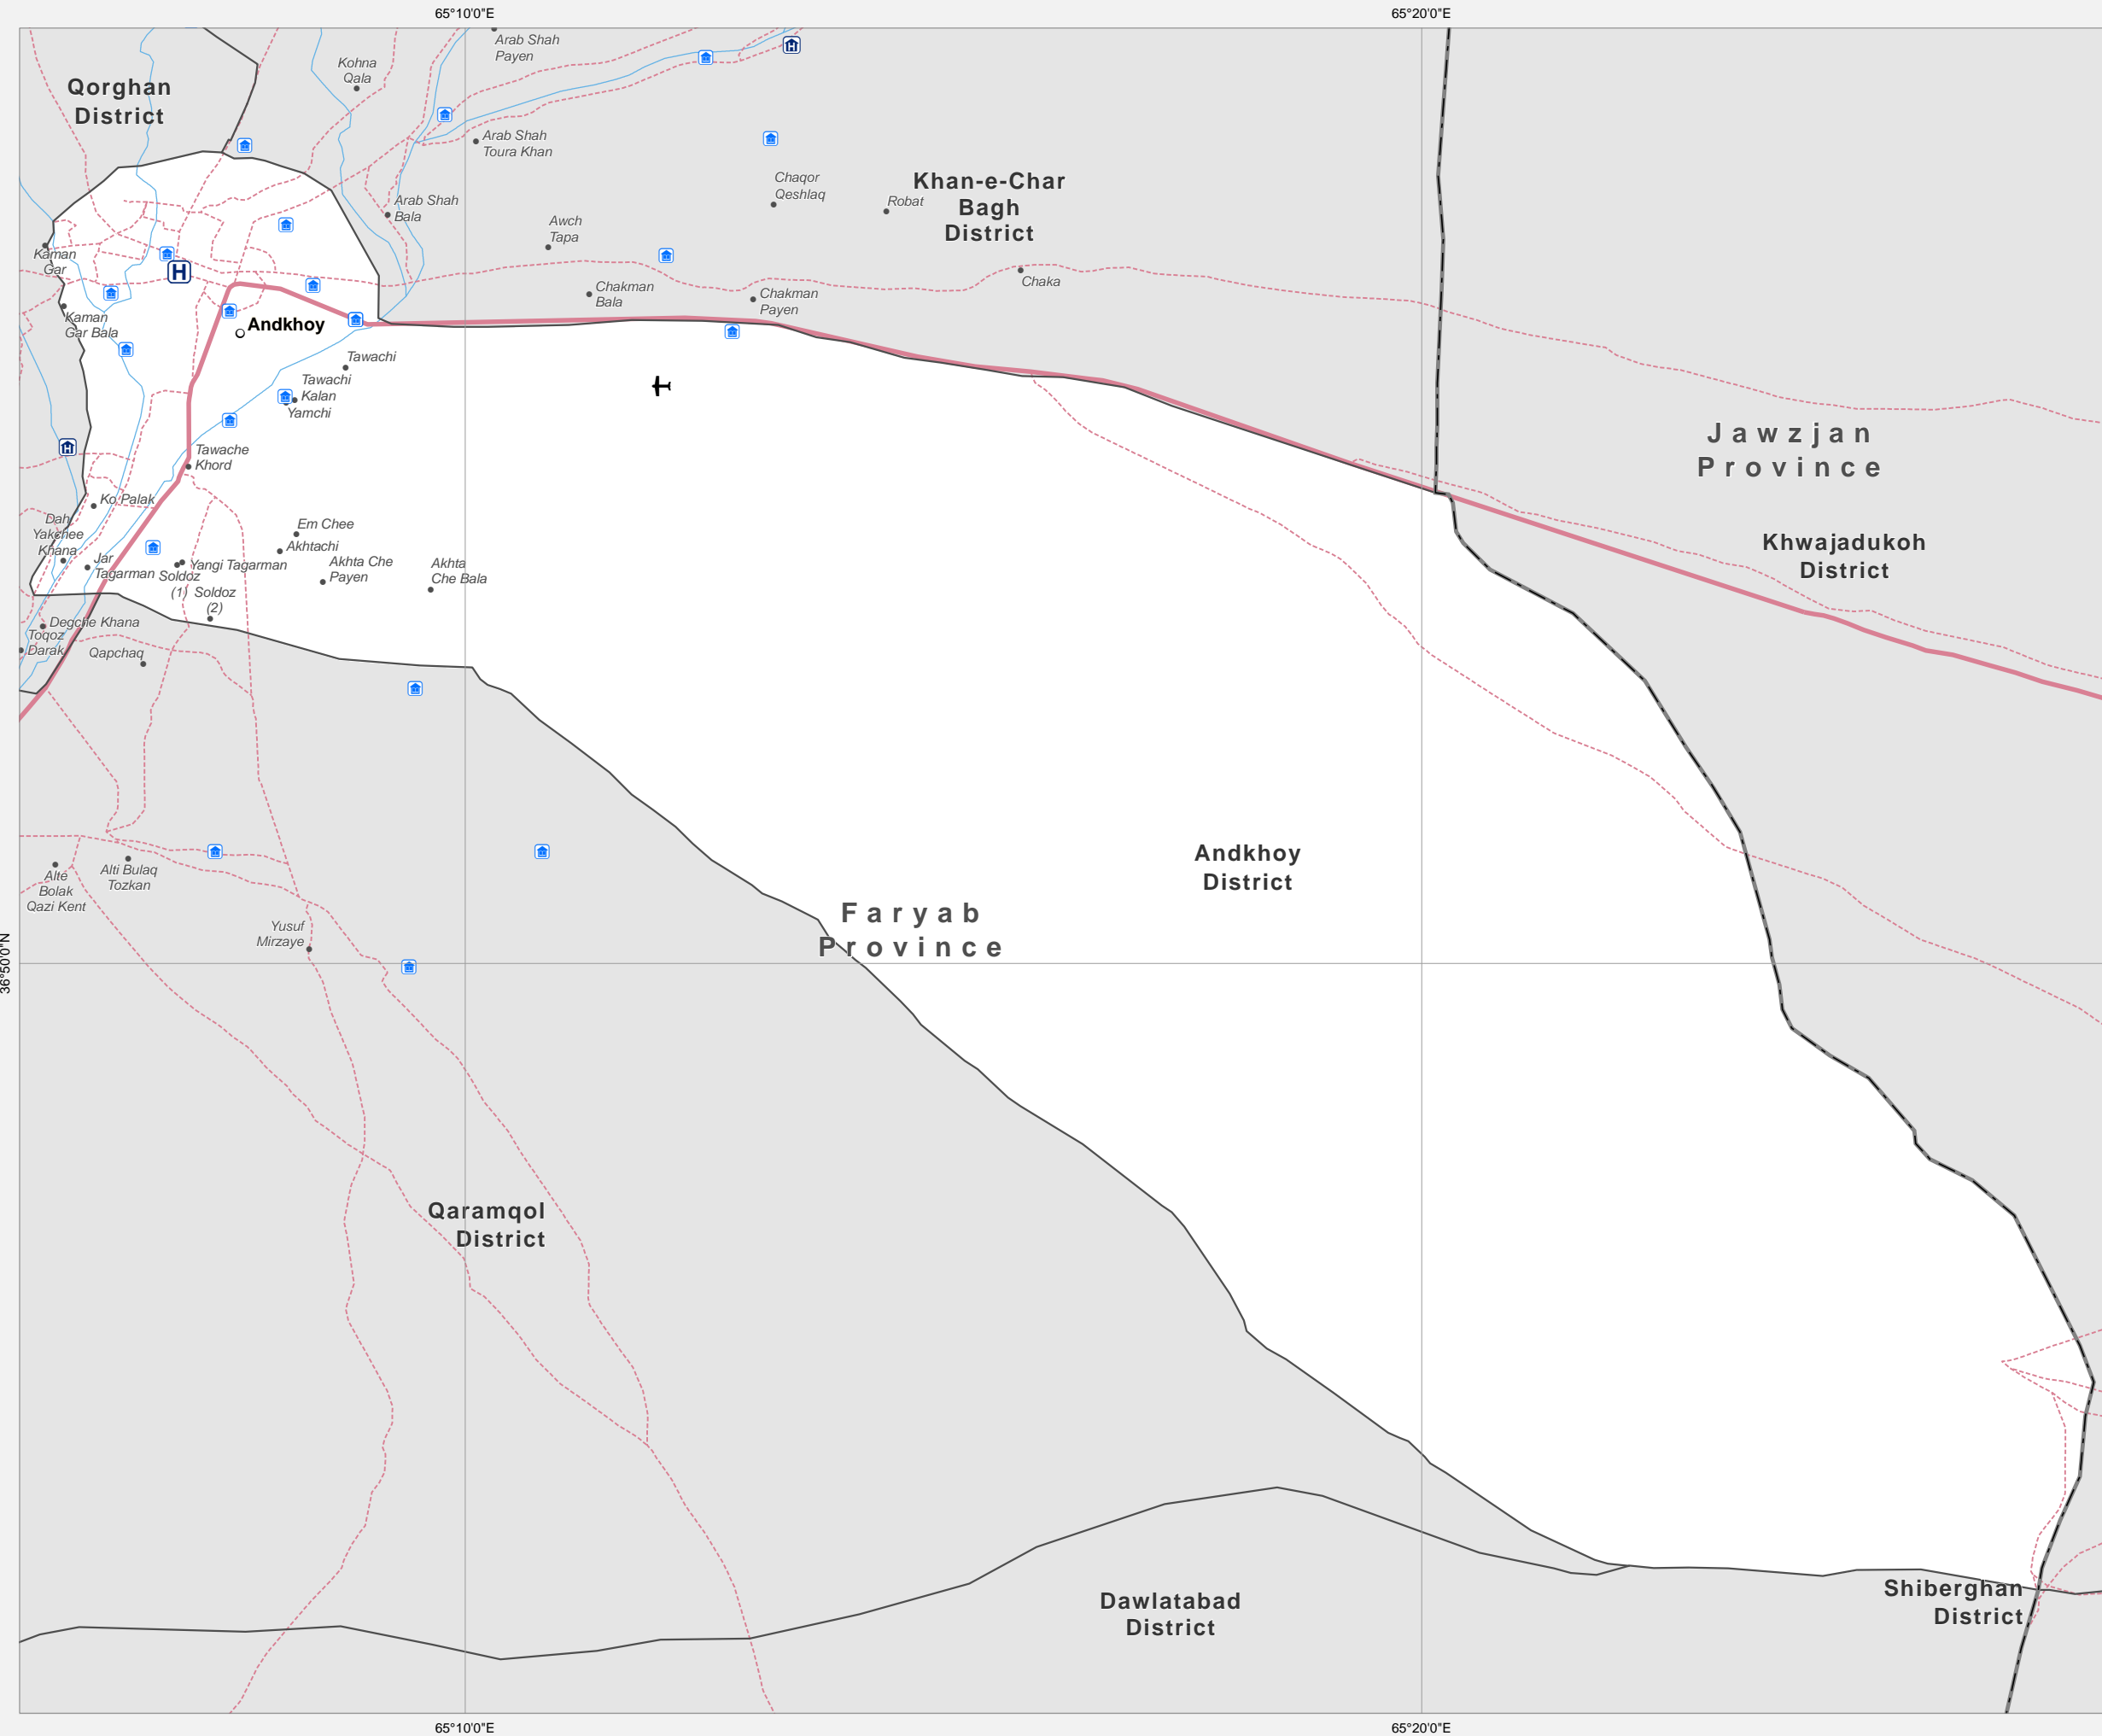 65°10'0"E
65°20'0"E
Arab Shah
Payen
Kohna
Qala
Qorghan
District
Arab Shah
Toura Khan
Chaqor
Qeshlaq
Khan-e-Char
Bagh
District
Robat
Arab Shah
Bala
Awch
Tapa
Kaman
Gar
H
Chaka
Chakman
Bala
Chakman
Payen
Kaman
Gar Bala
Andkhoy
Tawachi
Tawachi
Kalan
Yamchi
Jawzjan
Province
Tawache
Khord
Ko Palak
Dah
Yakchee
Khana
Em Chee
Akhtachi
Khwajadukoh
District
Jar
Tagarman
Yangi Tagarman
Soldoz
(1)
Akhta Che
Payen
Akhta
Che Bala
Soldoz
(2)
Degche Khana
Toqoz
Darak
Qapchaq
Andkhoy
District
Alte
Bolak
Qazi Kent
Alti Bulaq
Tozkan
Faryab
Province
Yusuf
Mirzaye
36°50'0"N
Qaramqol
District
Dawlatabad
District
Shiberghan
District
65°10'0"E
65°20'0"E